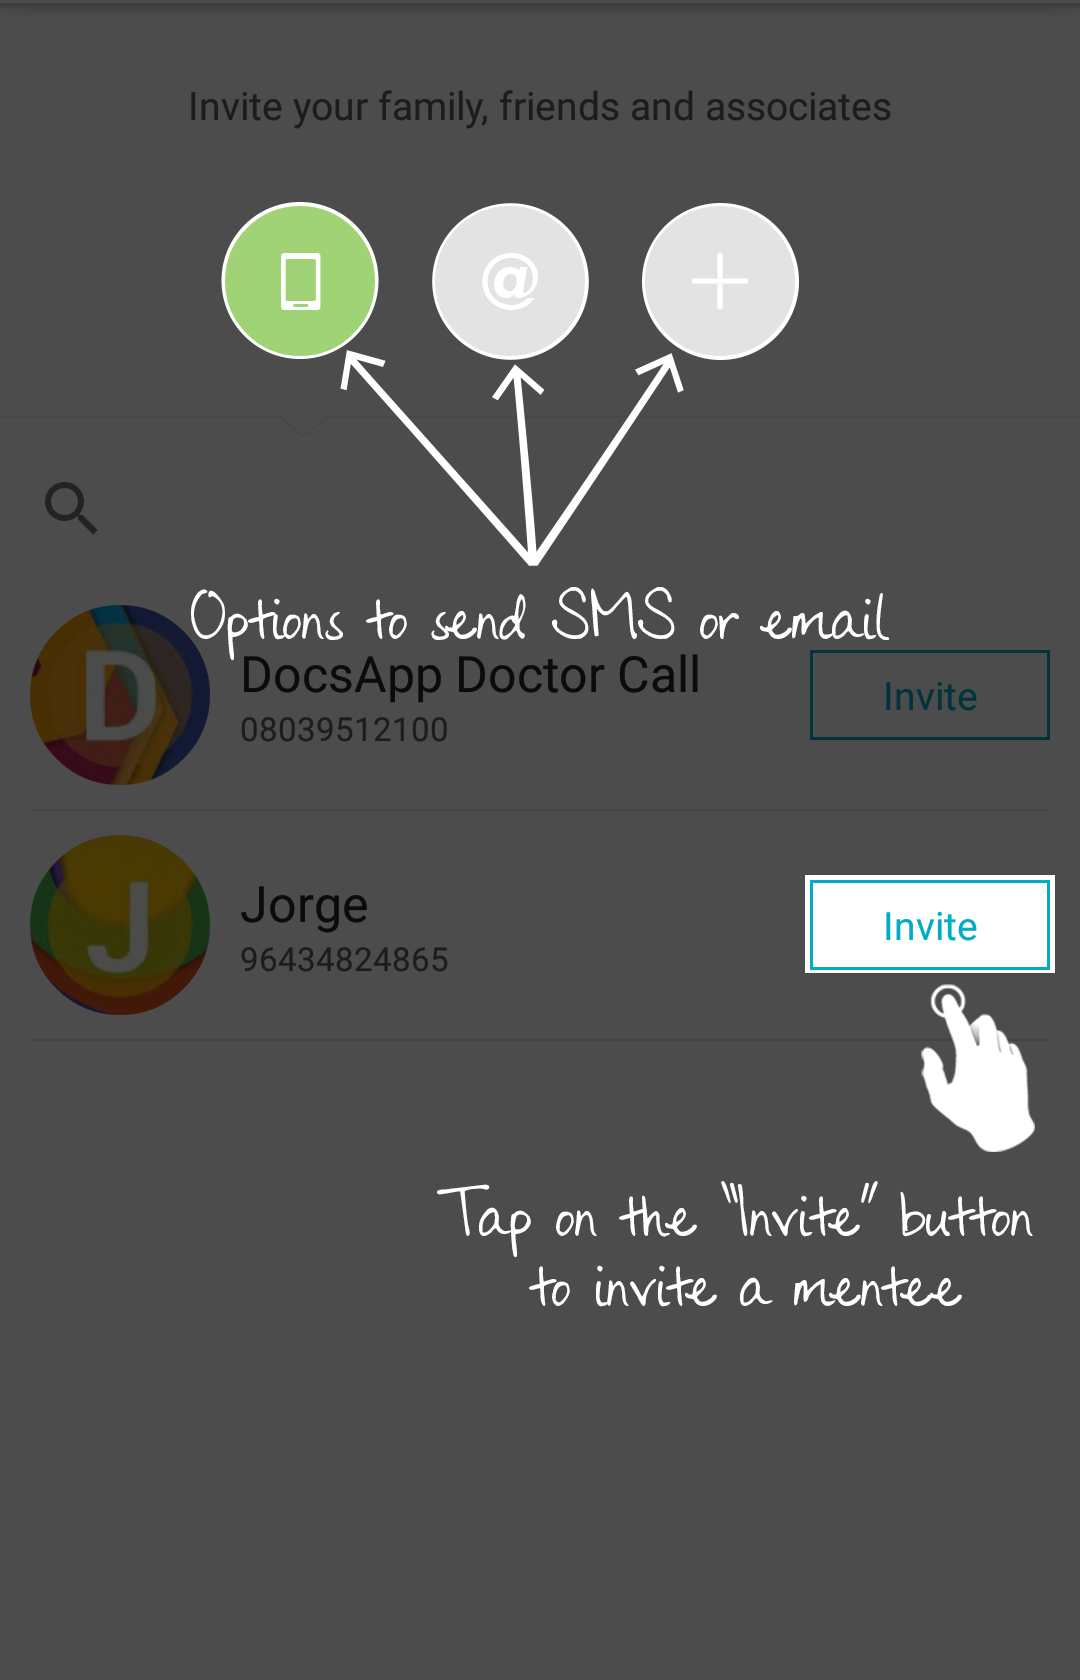 Invite your family, friends and associates
@
Options to send SMS or email
D
DocsApp Doctor Call
08039512100
Invite
J
Jorge
96434824865
Invite
Tap on the "Invite" button
to invite a mentee